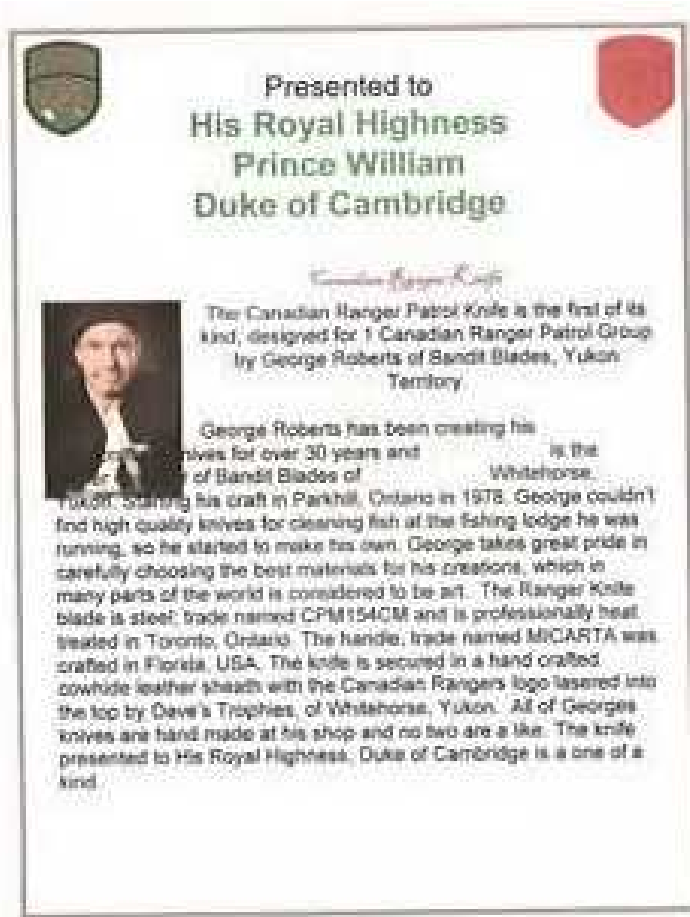 Presented to
His Royal Highness
Prince William
Duke of Cambridge
Canadian Ranger Knife
The Canadian Ranger Patrol Knife is the first of its
kind, designed for 1 Canadian Ranger Patrol Group
by George Roberts of Bandit Blades, Yukon
Territory
George Roberts has been creating his
knives for over 30 years and is the
of Bandit Blades of Whitehorse,
Yukon. Starting his craft in Parkhill, Ontario in 1978, George couldn't
find high quality knives for cleaning fish at the fishing lodge he was
running, so he started to make his own. George takes great pride in
carefully choosing the best materials for his creations, which in
many parts of the world is considered to be art. The Ranger Knife
blade is steel, trade named CPM154CM and is professionally heat
treated in Toronto, Ontario. The handle, trade named MICARTA was
crafted in Florida, USA. The knife is secured in a hand crafted
cowhide leather sheath with the Canadian Rangers logo lasered into
the top by Dave's Trophies, of Whitehorse, Yukon. All of Georges
knives are hand made at his shop and no two are a like. The knife
presented to His Royal Highness, Duke of Cambridge is a one of a
kind.